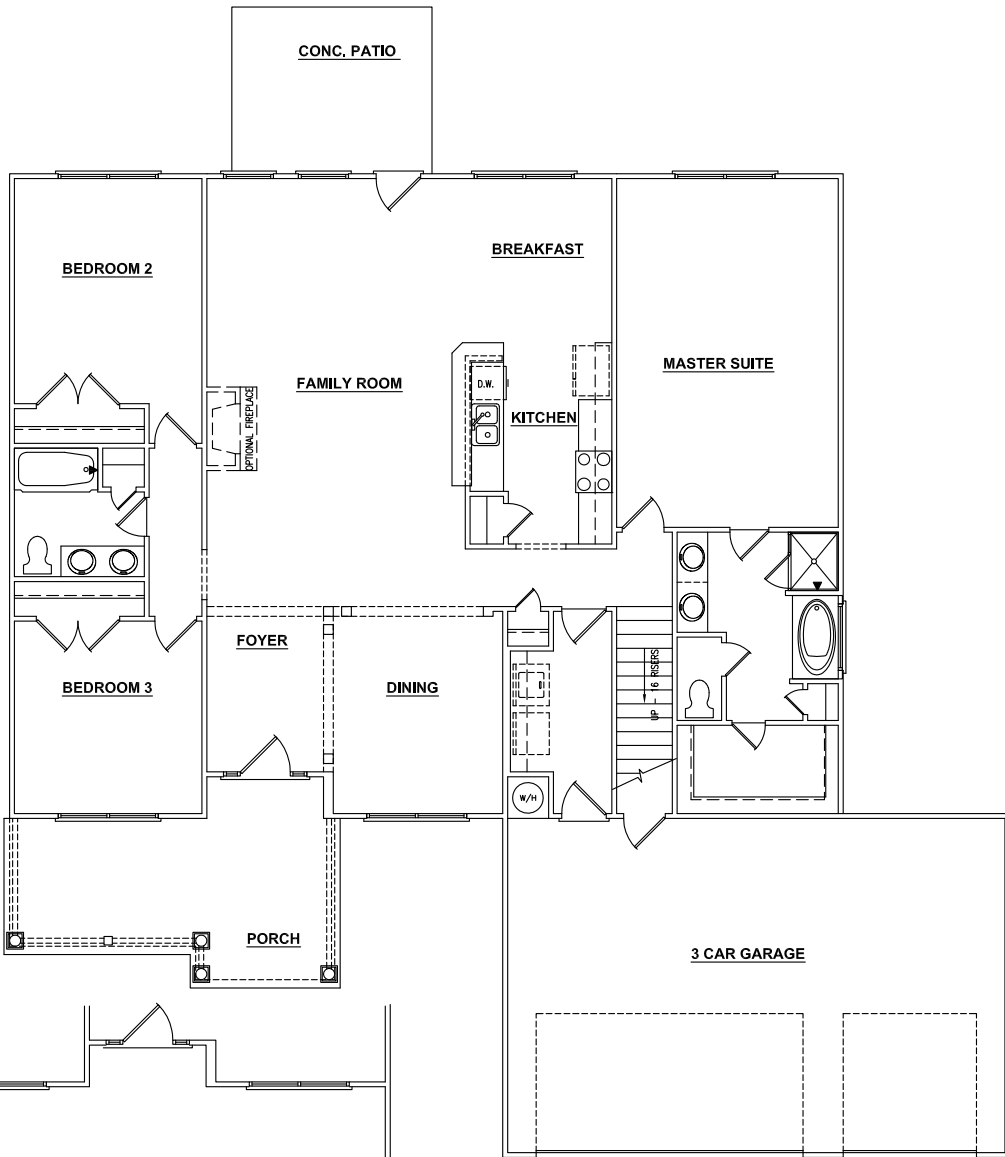 CONC. PATIO
BREAKFAST
BEDROOM 2
MASTER SUITE
FAMILY ROOM
D.W.
OPTIONAL FIREPLACE
KITCHEN
FOYER
BEDROOM 3
DINING
UP - 16 RISERS
W/H
PORCH
3 CAR GARAGE